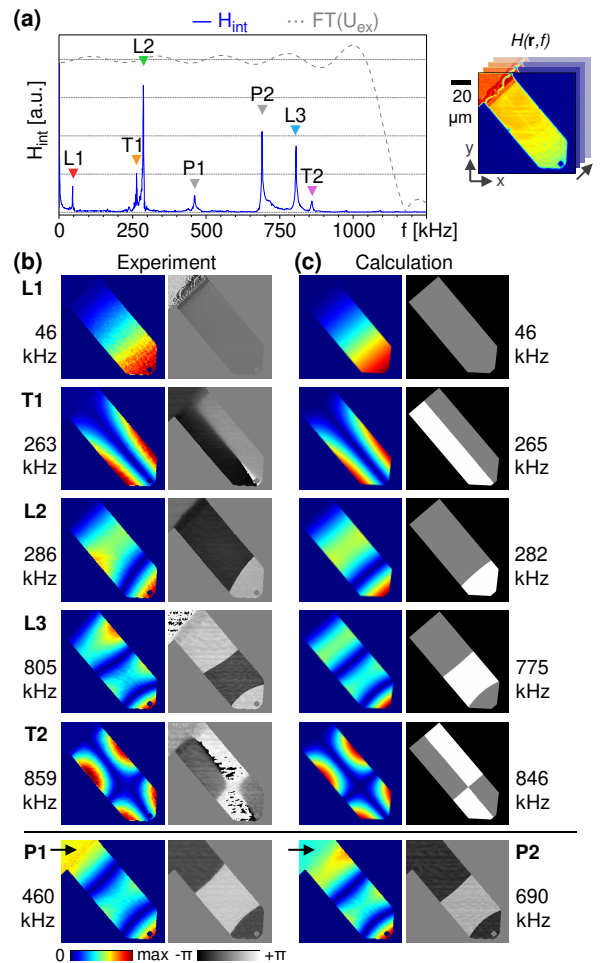 (a)
H_int
FT(U_ex)
H_int [a.u.]
L1
T1
L2
P1
P2
L3
T2
0
250
500
750
1000
f [kHz]
H(r,f)
20
μm
y
x
(b) Experiment
(c) Calculation
L1
46
kHz
46
kHz
T1
263
kHz
265
kHz
L2
286
kHz
282
kHz
L3
805
kHz
775
kHz
T2
859
kHz
846
kHz
P1
460
kHz
P2
690
kHz
0 max -π +π